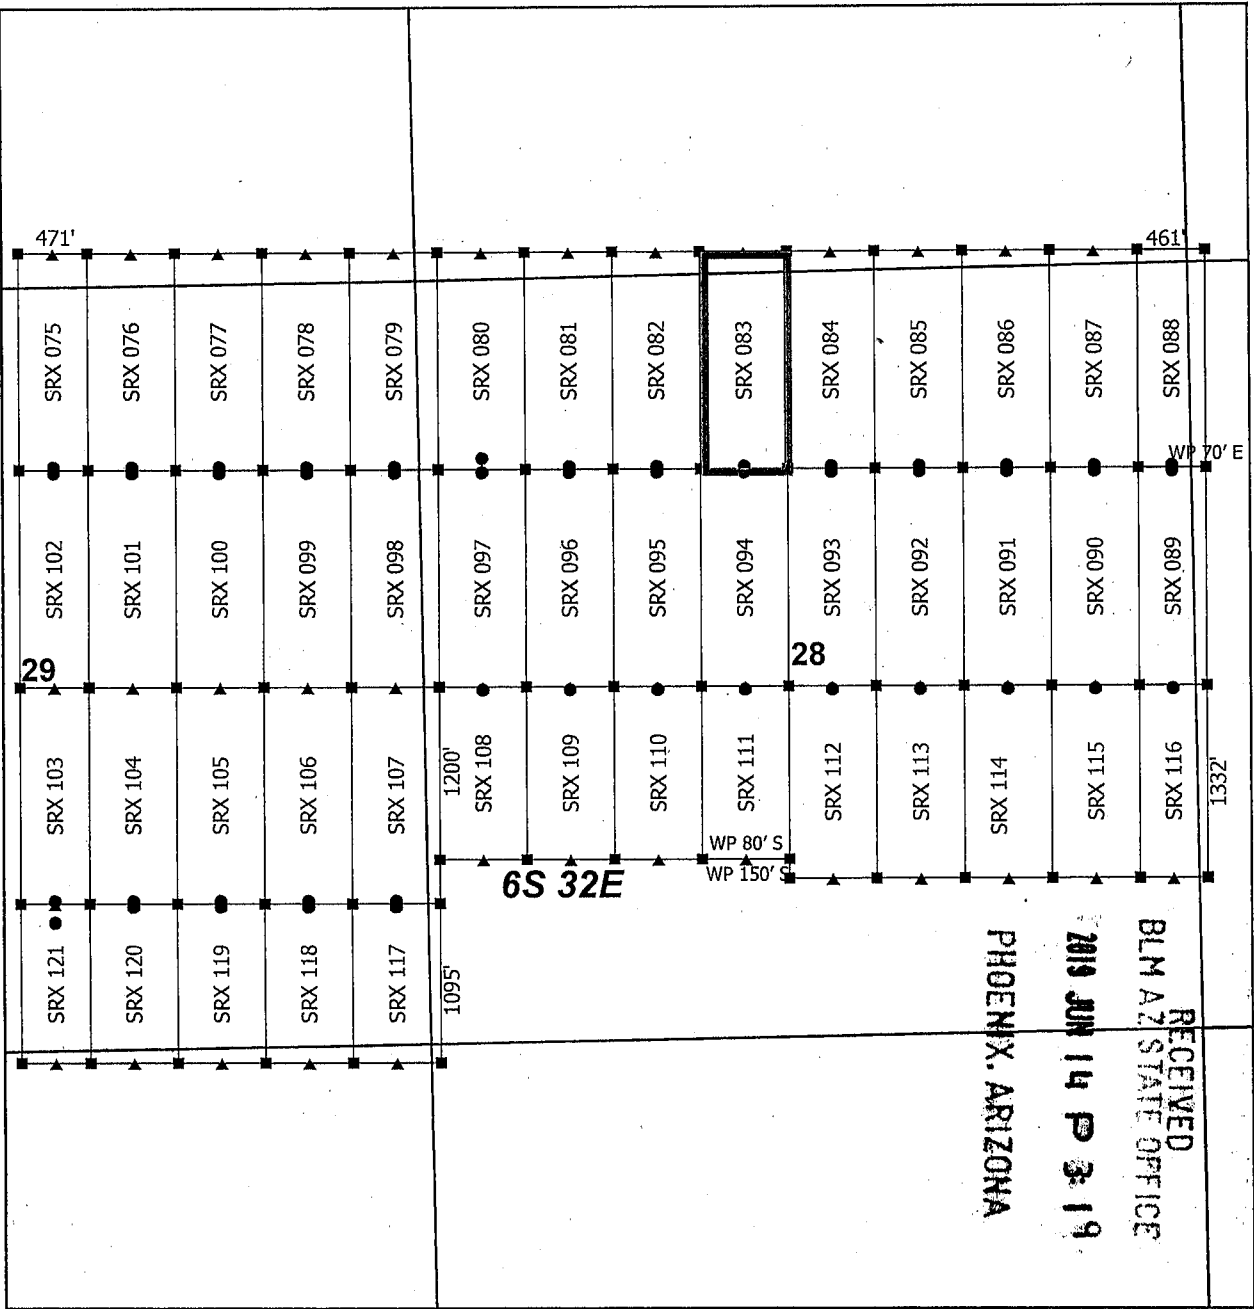 471'
461'
SRX 075
SRX 076
SRX 077
SRX 078
SRX 079
SRX 080
SRX 081
SRX 082
SRX 083
SRX 084
SRX 085
SRX 086
SRX 087
SRX 088
WP 70' E
SRX 102
SRX 101
SRX 100
SRX 099
SRX 098
SRX 097
SRX 096
SRX 095
SRX 094
SRX 093
SRX 092
SRX 091
SRX 090
SRX 089
29
28
SRX 103
SRX 104
SRX 105
SRX 106
SRX 107
1200'
SRX 108
SRX 109
SRX 110
SRX 111
SRX 112
SRX 113
SRX 114
SRX 115
SRX 116
1332'
WP 80' S
WP 150' S
6S 32E
SRX 121
SRX 120
SRX 119
SRX 118
SRX 117
1095'
RECEIVED
BLM AZ STATE OFFICE
2019 JUN 14 P 3:19
PHOENIX, ARIZONA